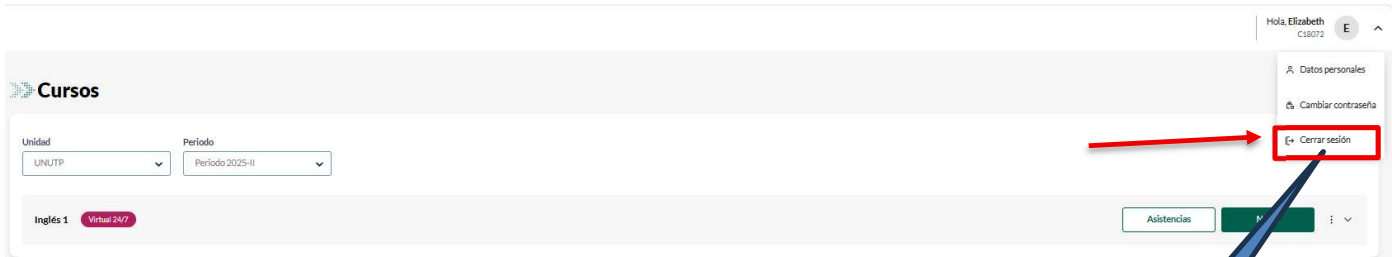 Hola, Elizabeth
C18072
E
Datos personales
Cursos
Cambiar contraseña
Unidad
Periodo
Cerrar sesión
UNUTP
Período 2025-II
Inglés 1
Virtual 24/7
Asistencias